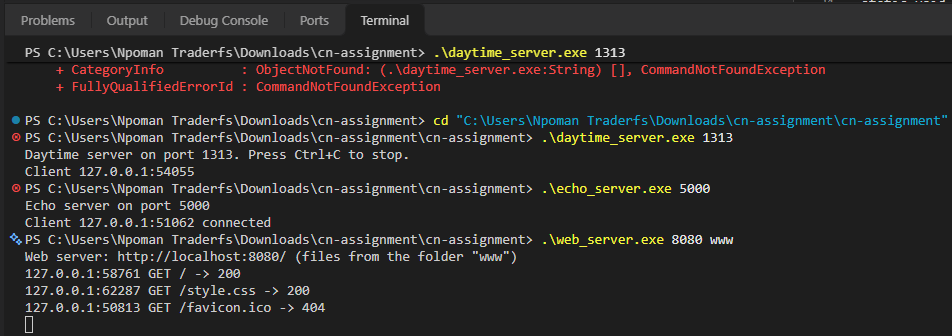 Problems Output Debug Console Ports Terminal
PS C:\Users\Npoman Traderfs\Downloads\cn-assignment> .\daytime_server.exe 1313
+ CategoryInfo : ObjectNotFound: (.\daytime_server.exe:String) [], CommandNotFoundException
+ FullyQualifiedErrorId : CommandNotFoundException
PS C:\Users\Npoman Traderfs\Downloads\cn-assignment> cd "C:\Users\Npoman Traderfs\Downloads\cn-assignment\cn-assignment"
PS C:\Users\Npoman Traderfs\Downloads\cn-assignment\cn-assignment> .\daytime_server.exe 1313
Daytime server on port 1313. Press Ctrl+C to stop.
Client 127.0.0.1:54055
PS C:\Users\Npoman Traderfs\Downloads\cn-assignment\cn-assignment> .\echo_server.exe 5000
Echo server on port 5000
Client 127.0.0.1:51062 connected
PS C:\Users\Npoman Traderfs\Downloads\cn-assignment\cn-assignment> .\web_server.exe 8080 www
Web server: http://localhost:8080/ (files from the folder "www")
127.0.0.1:58761 GET / -> 200
127.0.0.1:62287 GET /style.css -> 200
127.0.0.1:50813 GET /favicon.ico -> 404